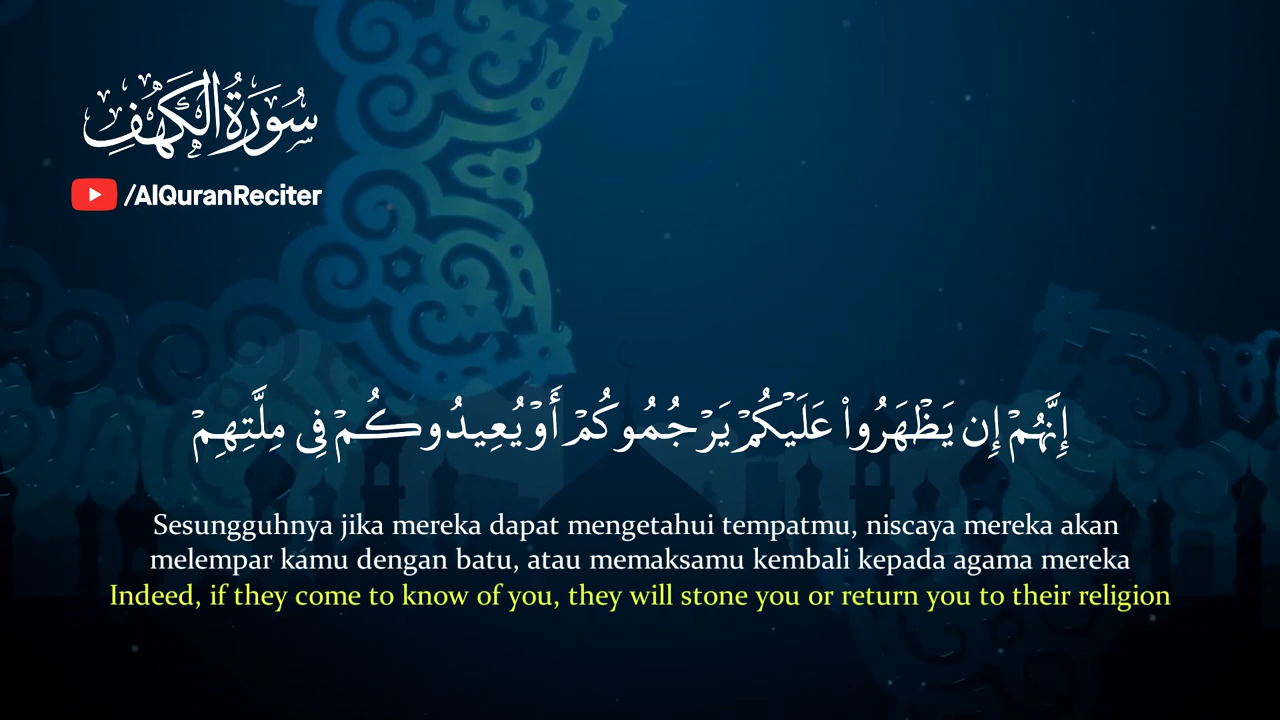 سُورَةُ الكَهْفِ
/AlQuranReciter
إِنَّهُمْ إِن يَظْهَرُوا۟ عَلَيْكُمْ يَرْجُمُوكُمْ أَوْ يُعِيدُوكُمْ فِى مِلَّتِهِمْ
Sesungguhnya jika mereka dapat mengetahui tempatmu, niscaya mereka akan
melempar kamu dengan batu, atau memaksamu kembali kepada agama mereka
Indeed, if they come to know of you, they will stone you or return you to their religion